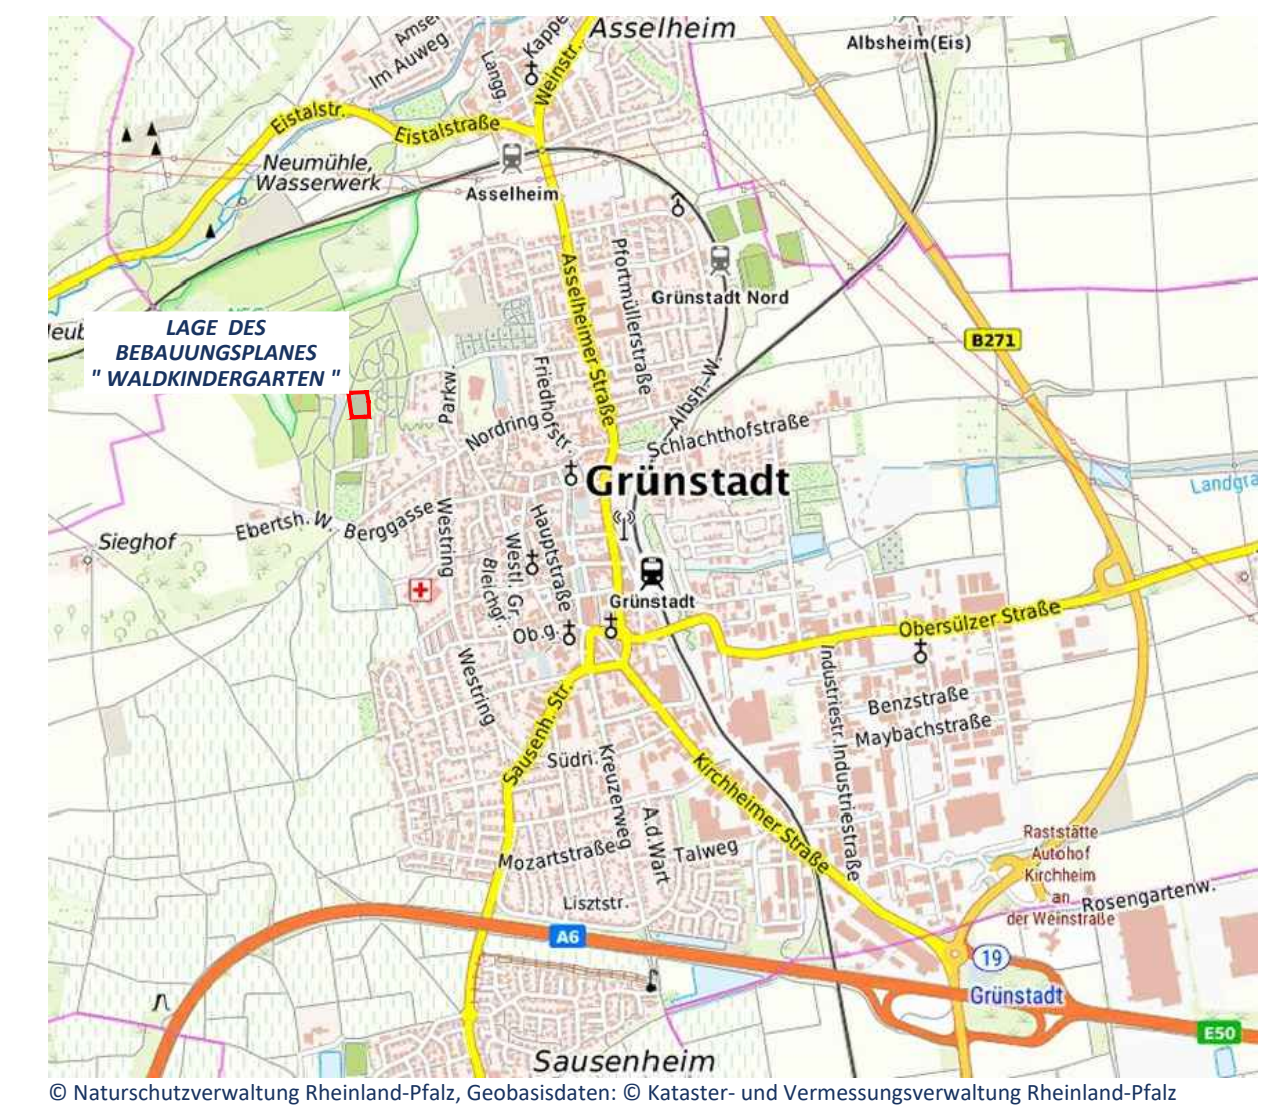 Asselheim
Albsheim(Eis)
Amse
Im Auweg
Langg.
Kappe
Weinstr.
Eistalstr.
Eistalstraße
Neumühle,
Wasserwerk
Asselheim
Pfortmüllerstraße
Asselheimer Straße
Grünstadt Nord
B271
LAGE DES
BEBAUUNGSPLANES
" WALDKINDERGARTEN "
Parkw.
Friedhofstr.
Nordring
Albsh.-W.
Schlachthofstraße
Grünstadt
Landgra
Ebertsh. W.
Berggasse
Westring
Sieghof
Hauptstraße
Westl. Gr.
Bleichgr.
Ob.g.
Grünstadt
Obersülzer Straße
Westring
Industriestr.
Benzstraße
Maybachstraße
Sausenh. Str.
Südri.
Kreuzerweg
Kirchheimer Straße
Industriestraße
A.d.Wart
Talweg
Mozartstraße
Lisztstr.
Raststätte
Autohof
Kirchheim
an
der Weinstraße
Rosengartenw.
A6
19
Grünstadt
E50
Sausenheim
© Naturschutzverwaltung Rheinland-Pfalz, Geobasisdaten: © Kataster- und Vermessungsverwaltung Rheinland-Pfalz